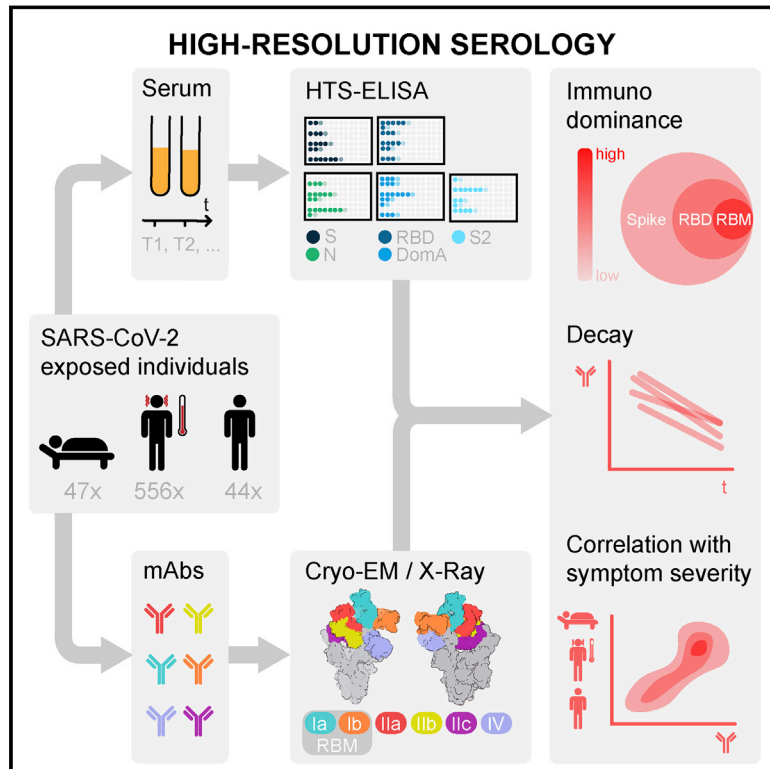 HIGH-RESOLUTION SEROLOGY
Serum
t
T1, T2, ...
HTS-ELISA
S
RBD
S2
N
DomA
Immuno
dominance
high
low
Spike
RBD
RBM
SARS-CoV-2
exposed individuals
47x
556x
44x
Decay
t
mAbs
Cryo-EM / X-Ray
Ia
Ib
IIa
IIb
IIc
IV
RBM
Correlation with
symptom severity